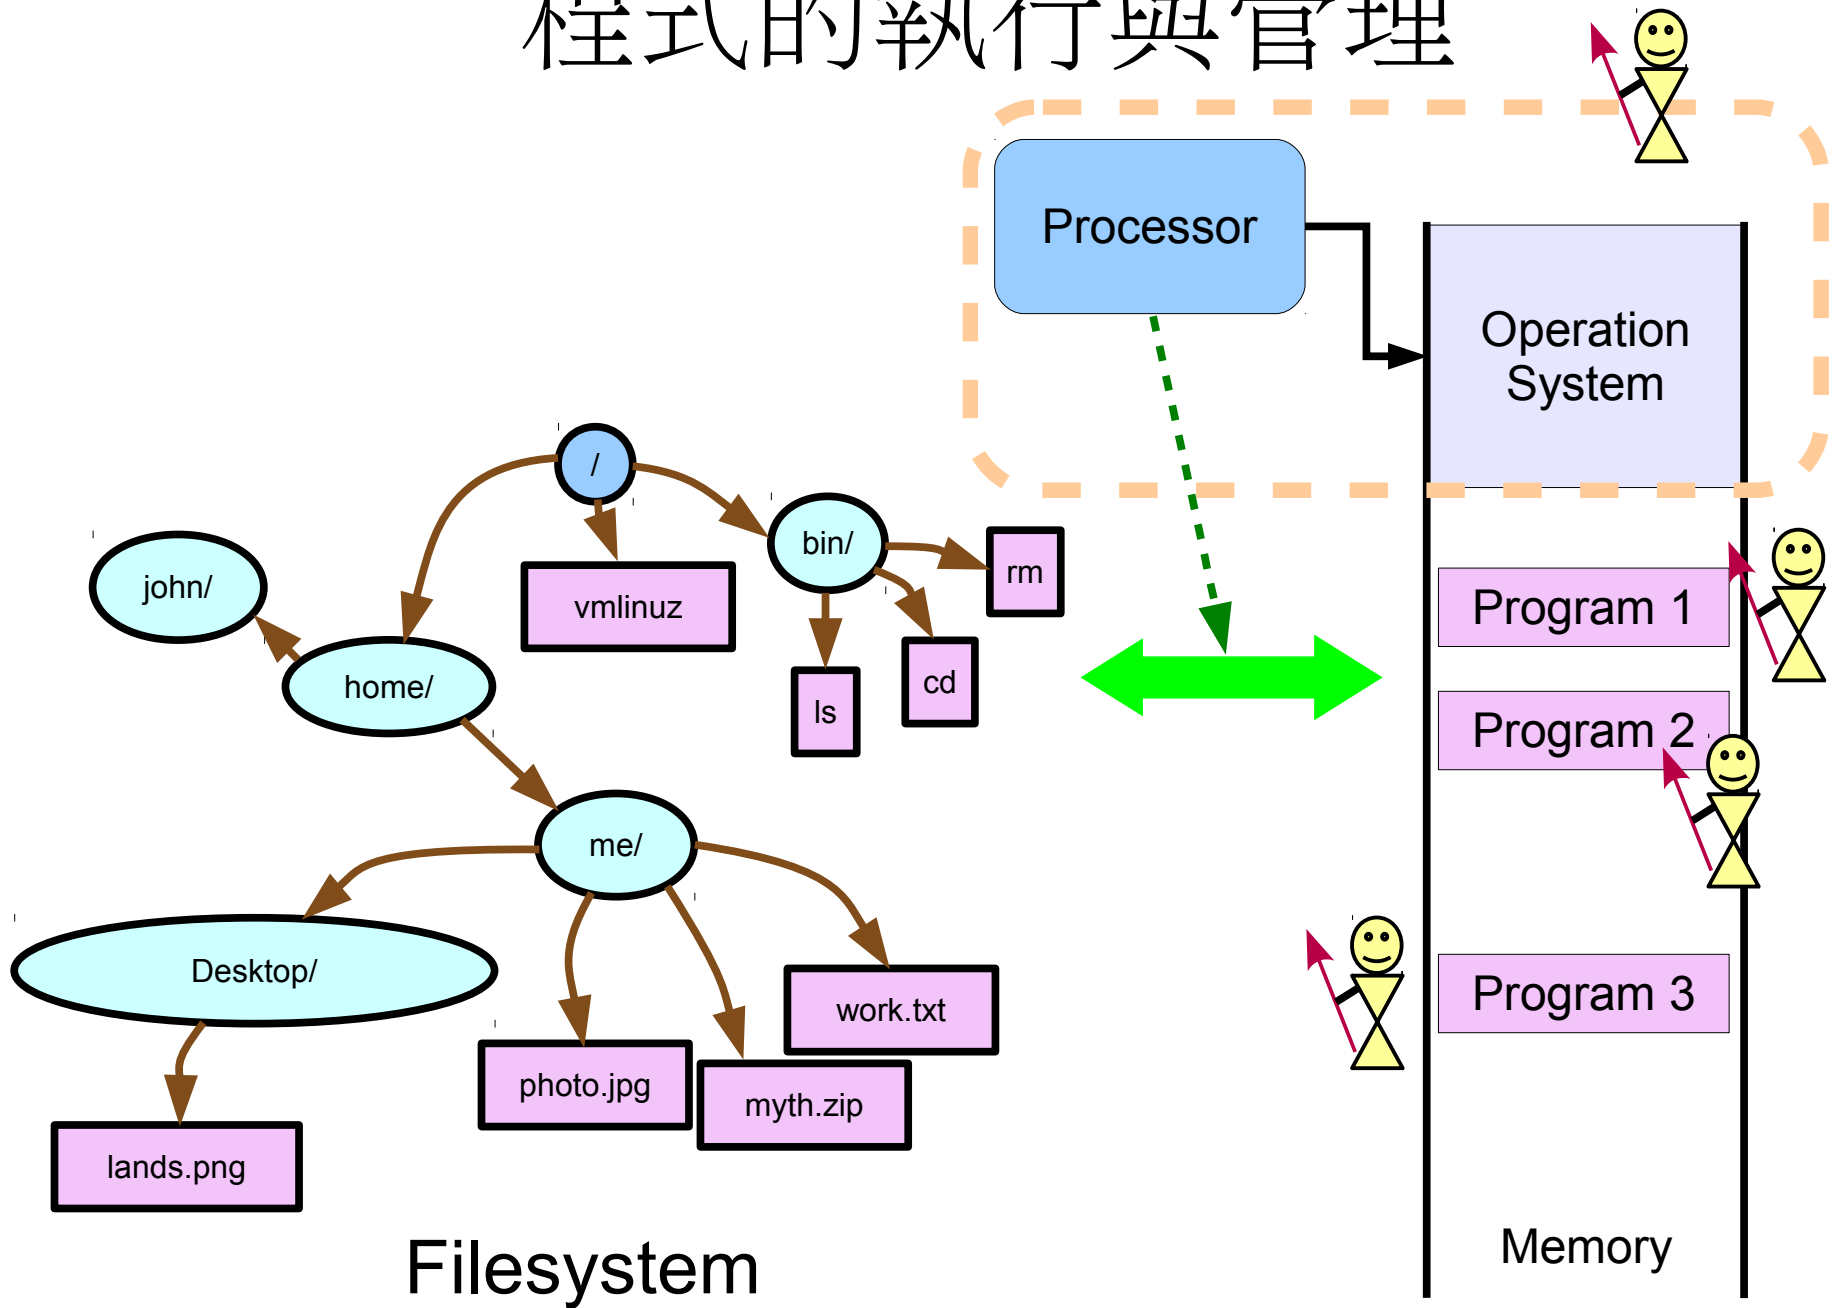 程式的執行與管理
Processor
Operation
System
/
bin/
rm
john/
vmlinuz
Program 1
home/
cd
ls
Program 2
me/
Desktop/
work.txt
Program 3
photo.jpg
myth.zip
lands.png
Memory
Filesystem